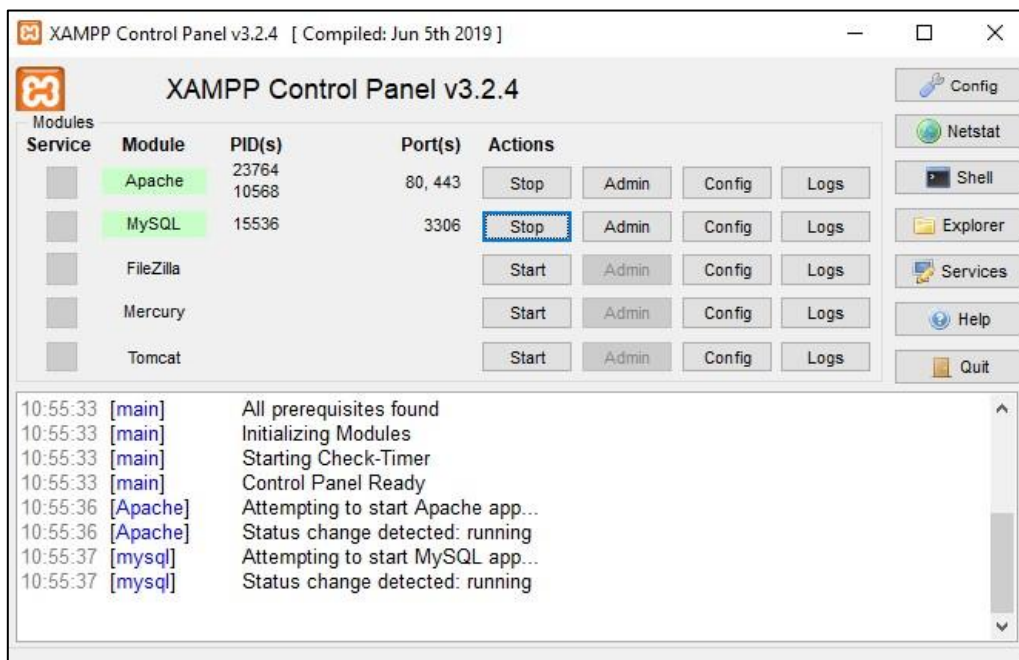 XAMPP Control Panel v3.2.4 [ Compiled: Jun 5th 2019 ]
XAMPP Control Panel v3.2.4
Config
Modules
Service Module PID(s) Port(s) Actions
Netstat
Apache 23764 10568 80, 443 Stop Admin Config Logs
Shell
MySQL 15536 3306 Stop Admin Config Logs
Explorer
FileZilla Start Admin Config Logs
Services
Mercury Start Admin Config Logs
Help
Tomcat Start Admin Config Logs
Quit
10:55:33 [main] All prerequisites found
10:55:33 [main] Initializing Modules
10:55:33 [main] Starting Check-Timer
10:55:33 [main] Control Panel Ready
10:55:36 [Apache] Attempting to start Apache app...
10:55:36 [Apache] Status change detected: running
10:55:37 [mysql] Attempting to start MySQL app...
10:55:37 [mysql] Status change detected: running